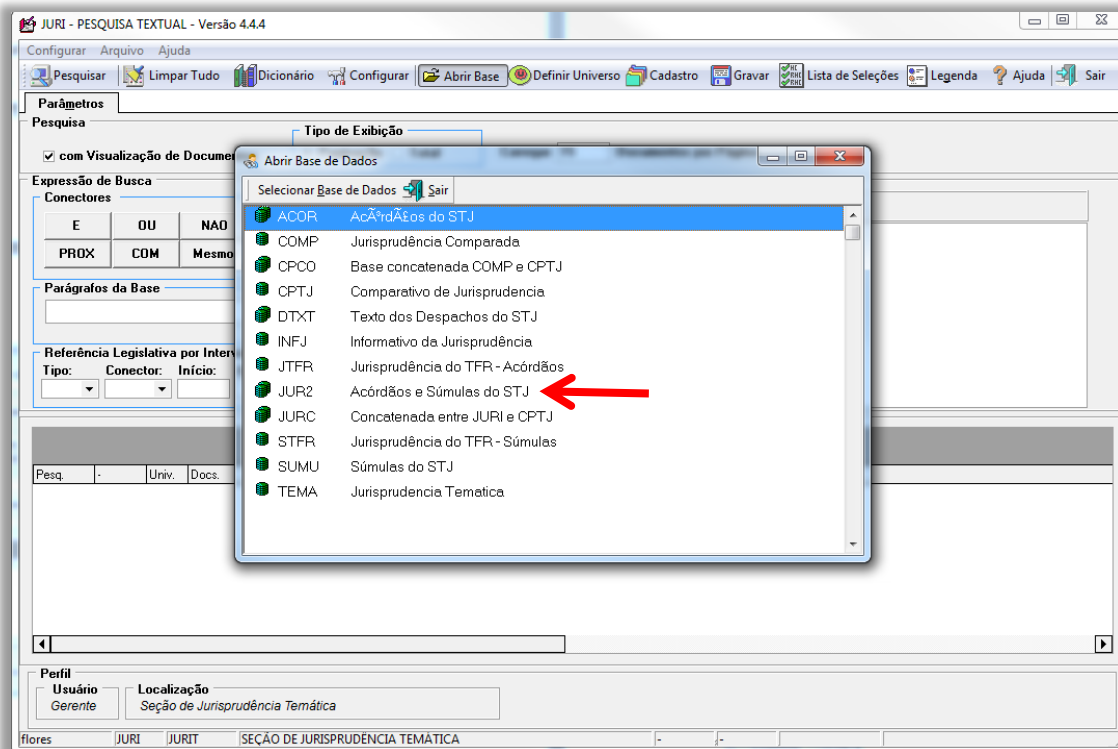 JURI - PESQUISA TEXTUAL - Versão 4.4.4
Configurar Arquivo Ajuda
Pesquisar Limpar Tudo Dicionário Configurar Abrir Base Definir Universo Cadastro Gravar Lista de Seleções Legenda Ajuda Sair
Parâmetros
Pesquisa
Tipo de Exibição
com Visualização de
Abrir Base de Dados
Selecionar Base de Dados Sair
Expressão de Busca
Conectores
E OU NAO
PROX COM Mesmo
Parágrafos da Base
Referência Legislativa por
Tipo: Conector: Início:
ACOR AcÃ³rdÃ£os do STJ
COMP Jurisprudência Comparada
CPCO Base concatenada COMP e CPTJ
CPTJ Comparativo de Jurisprudencia
DTXT Texto dos Despachos do STJ
INFJ Informativo da Jurisprudência
JTFR Jurisprudência do TFR - Acórdãos
JUR2 Acórdãos e Súmulas do STJ
JURC Concatenada entre JURI e CPTJ
STFR Jurisprudência do TFR - Súmulas
SUMU Súmulas do STJ
TEMA Jurisprudencia Tematica
Pesq. - Univ. Docs.
Perfil
Usuário Localização
Gerente Seção de Jurisprudência Temática
flores JURI JURIT SEÇÃO DE JURISPRUDÊNCIA TEMÁTICA - -